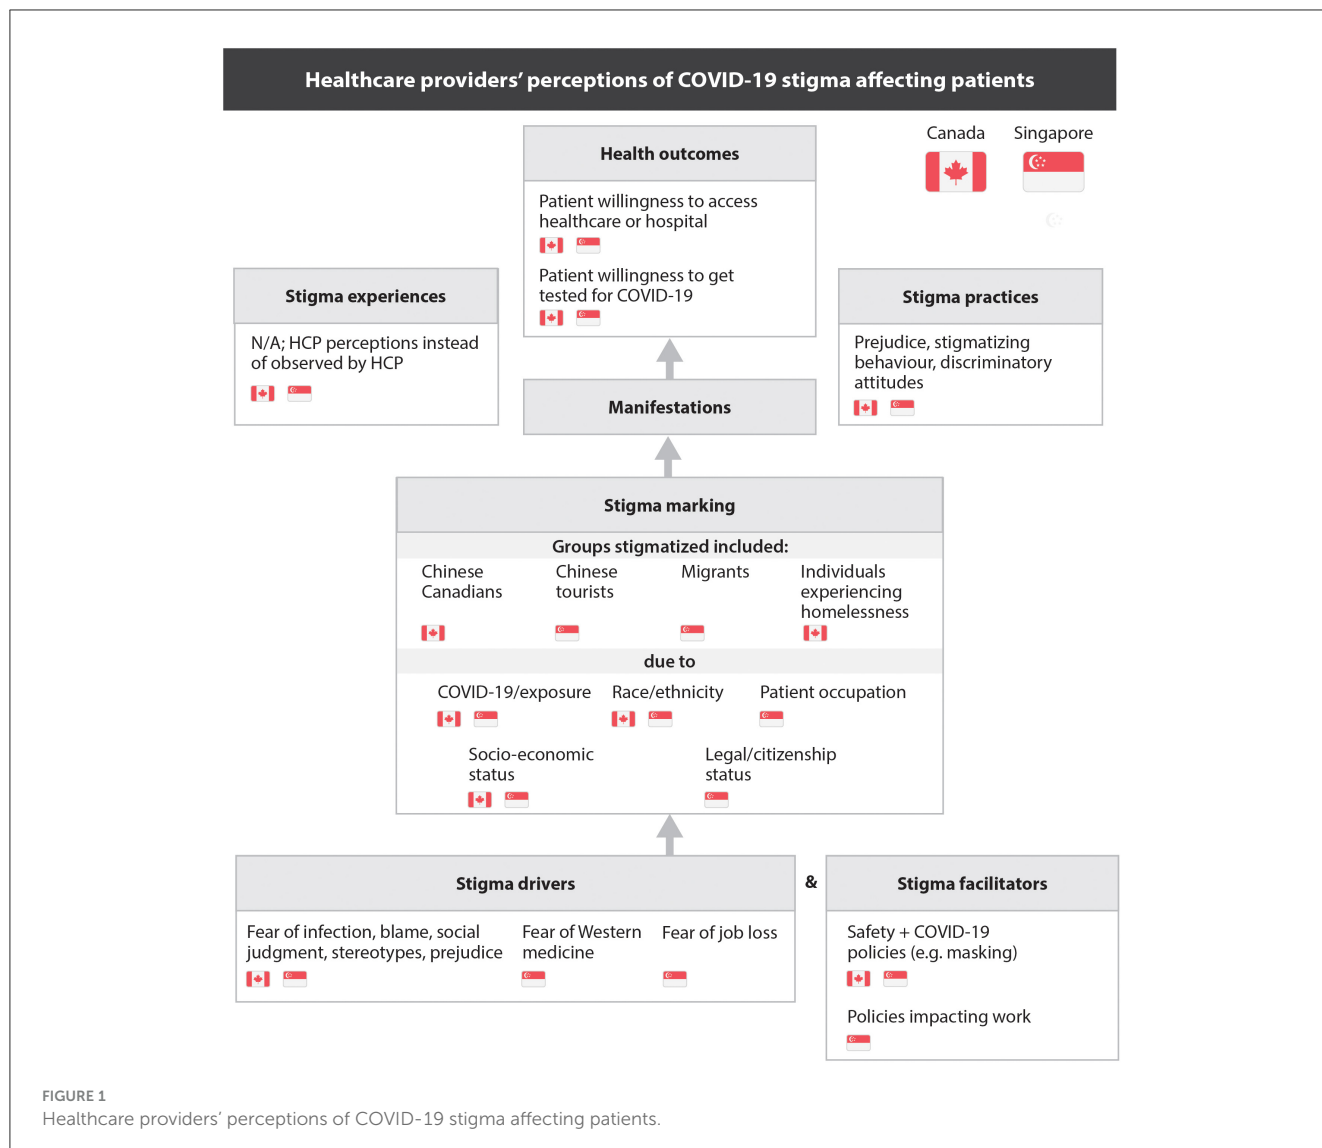 Healthcare providers’ perceptions of COVID-19 stigma affecting patients
Canada
Singapore
Health outcomes
Patient willingness to access
healthcare or hospital
Patient willingness to get
tested for COVID-19
Stigma experiences
N/A; HCP perceptions instead
of observed by HCP
Stigma practices
Prejudice, stigmatizing
behaviour, discriminatory
attitudes
Manifestations
Stigma marking
Groups stigmatized included:
Chinese
Canadians
Chinese
tourists
Migrants
Individuals
experiencing
homelessness
due to
COVID-19/exposure
Race/ethnicity
Patient occupation
Socio-economic
status
Legal/citizenship
status
Stigma drivers
Fear of infection, blame, social
judgment, stereotypes, prejudice
Fear of Western
medicine
Fear of job loss
&
Stigma facilitators
Safety + COVID-19
policies (e.g. masking)
Policies impacting work
FIGURE 1
Healthcare providers’ perceptions of COVID-19 stigma affecting patients.